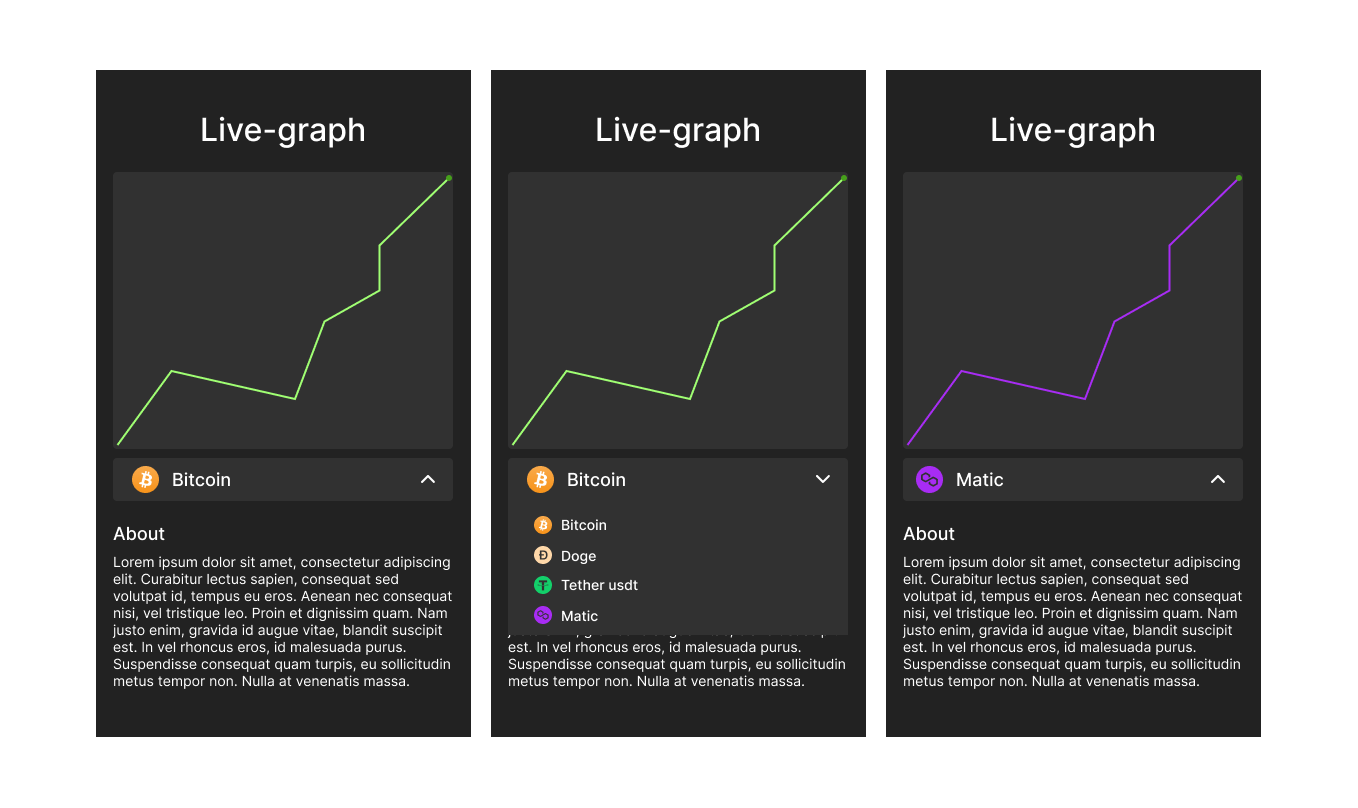 Live-graph
Bitcoin
About
Lorem ipsum dolor sit amet, consectetur adipiscing
elit. Curabitur lectus sapien, consequat sed
volutpat id, tempus eu eros. Aenean nec consequat
nisi, vel tristique leo. Proin et dignissim quam. Nam
justo enim, gravida id augue vitae, blandit suscipit
est. In vel rhoncus eros, id malesuada purus.
Suspendisse consequat quam turpis, eu sollicitudin
metus tempor non. Nulla at venenatis massa.
Live-graph
Bitcoin
Bitcoin
Doge
Tether usdt
Matic
est. In vel rhoncus eros, id malesuada purus.
Suspendisse consequat quam turpis, eu sollicitudin
metus tempor non. Nulla at venenatis massa.
Live-graph
Matic
About
Lorem ipsum dolor sit amet, consectetur adipiscing
elit. Curabitur lectus sapien, consequat sed
volutpat id, tempus eu eros. Aenean nec consequat
nisi, vel tristique leo. Proin et dignissim quam. Nam
justo enim, gravida id augue vitae, blandit suscipit
est. In vel rhoncus eros, id malesuada purus.
Suspendisse consequat quam turpis, eu sollicitudin
metus tempor non. Nulla at venenatis massa.